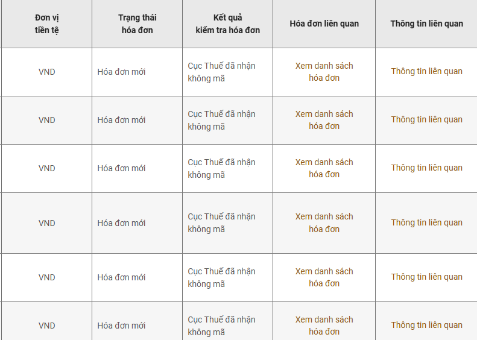 Đơn vị
tiền tệ
Trạng thái
hóa đơn
Kết quả
kiểm tra hóa đơn
Hóa đơn liên quan
Thông tin liên quan
VND
Hóa đơn mới
Cục Thuế đã nhận
không mã
Xem danh sách
hóa đơn
Thông tin liên quan
VND
Hóa đơn mới
Cục Thuế đã nhận
không mã
Xem danh sách
hóa đơn
Thông tin liên quan
VND
Hóa đơn mới
Cục Thuế đã nhận
không mã
Xem danh sách
hóa đơn
Thông tin liên quan
VND
Hóa đơn mới
Cục Thuế đã nhận
không mã
Xem danh sách
hóa đơn
Thông tin liên quan
VND
Hóa đơn mới
Cục Thuế đã nhận
không mã
Xem danh sách
hóa đơn
Thông tin liên quan
VND
Hóa đơn mới
Cục Thuế đã nhận
không mã
Xem danh sách
hóa đơn
Thông tin liên quan